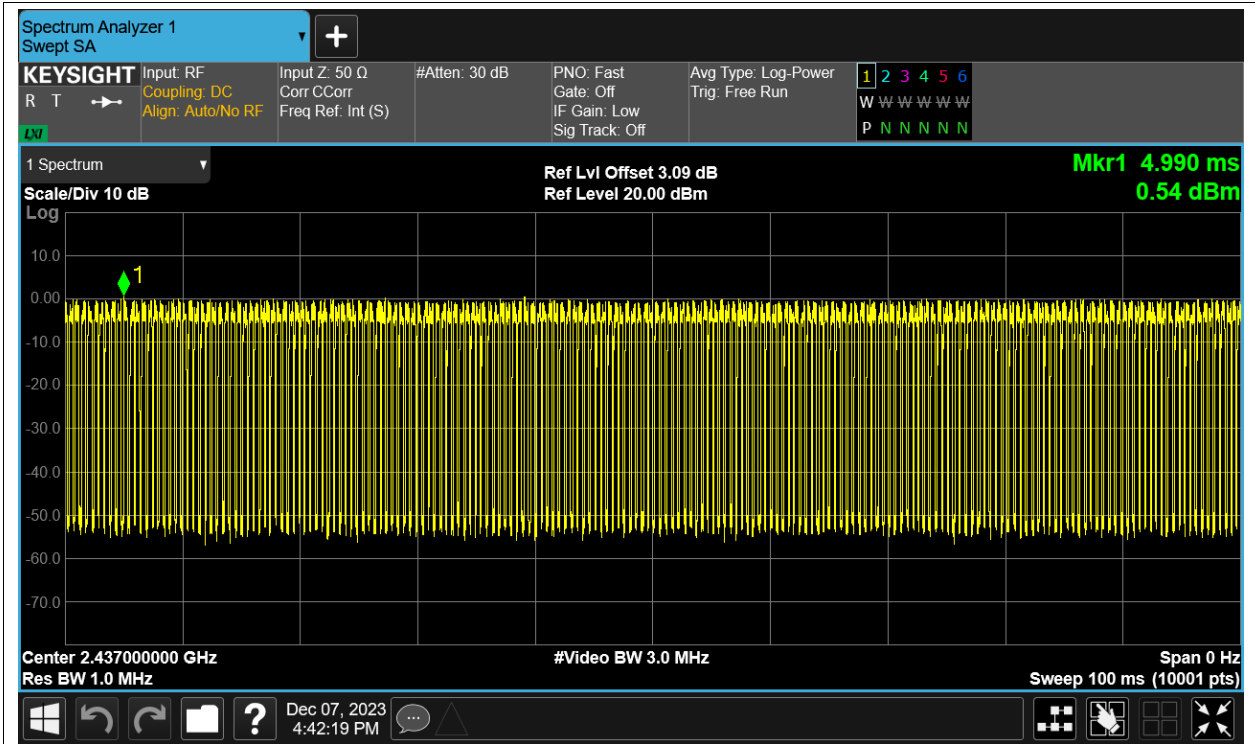 Spectrum Analyzer 1
Swept SA
+
KEYSIGHT
R T
LXI
Input: RF
Coupling: DC
Align: Auto/No RF
Input Z: 50 Ω
Corr CCorr
Freq Ref: Int (S)
#Atten: 30 dB
PNO: Fast
Gate: Off
IF Gain: Low
Sig Track: Off
Avg Type: Log-Power
Trig: Free Run
1 2 3 4 5 6
W W W W W W
P N N N N N
1 Spectrum
Scale/Div 10 dB
Log
Ref Lvl Offset 3.09 dB
Ref Level 20.00 dBm
Mkr1 4.990 ms
0.54 dBm
1
10.0
0.00
-10.0
-20.0
-30.0
-40.0
-50.0
-60.0
-70.0
Center 2.437000000 GHz
Res BW 1.0 MHz
#Video BW 3.0 MHz
Span 0 Hz
Sweep 100 ms (10001 pts)
?
Dec 07, 2023
4:42:19 PM